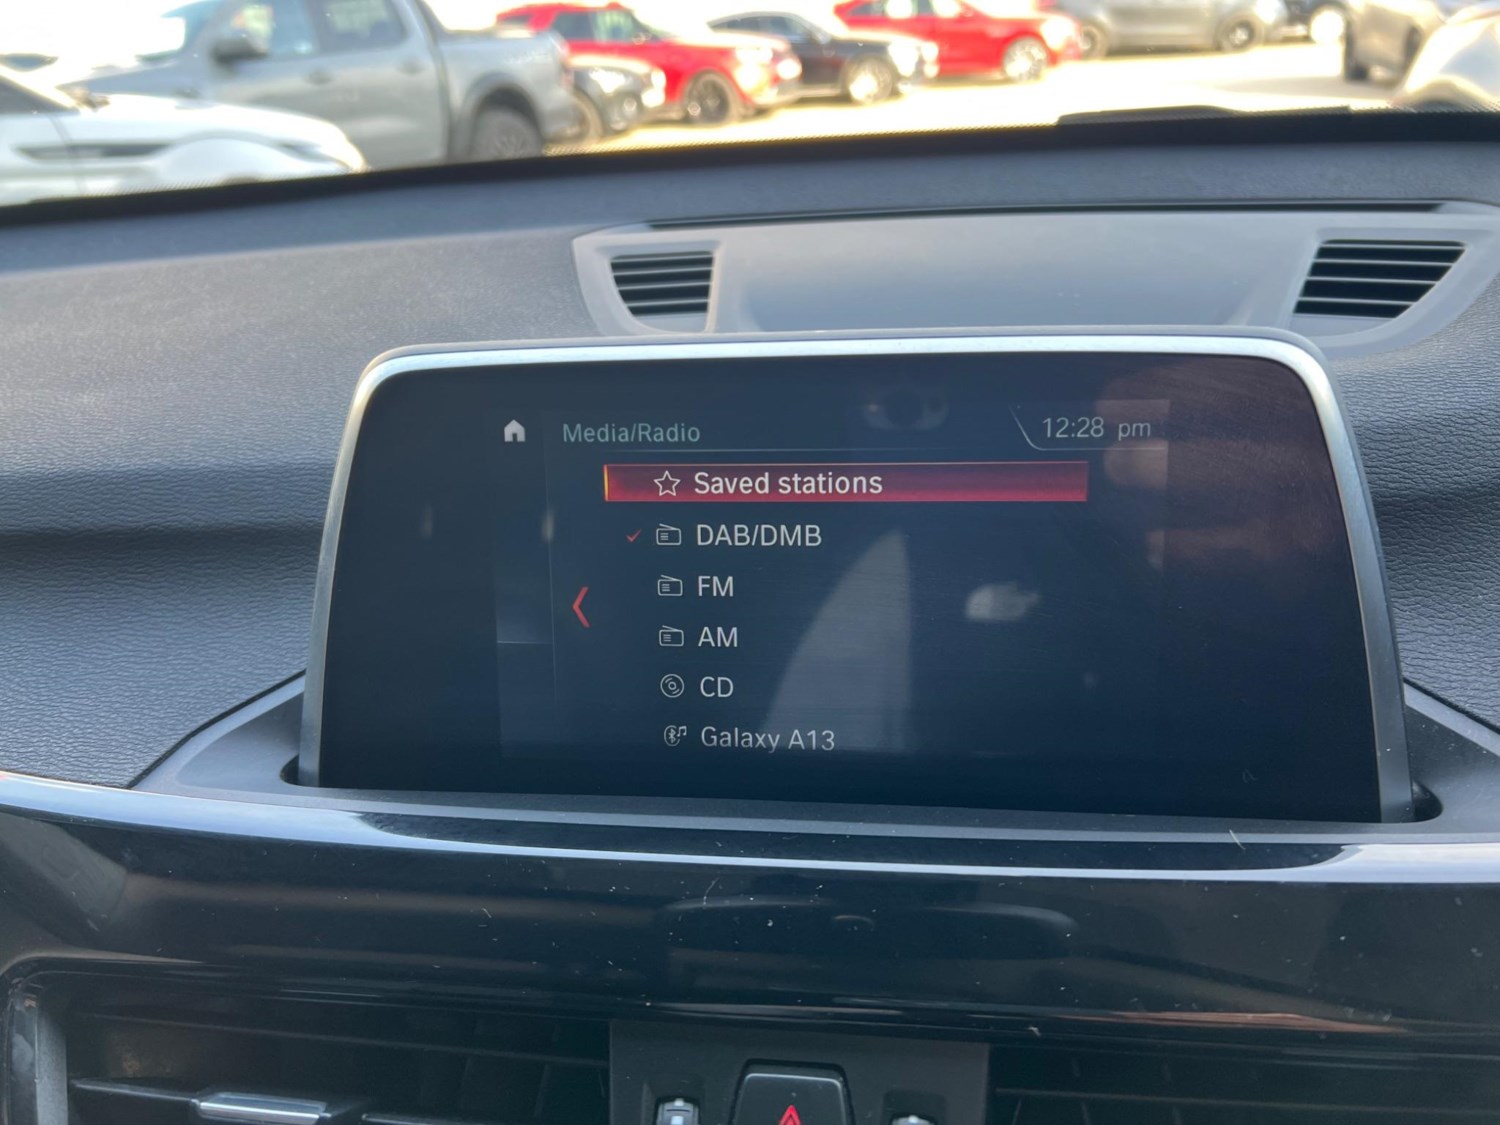 Media/Radio
12:28 pm
Saved stations
DAB/DMB
FM
AM
CD
Galaxy A13